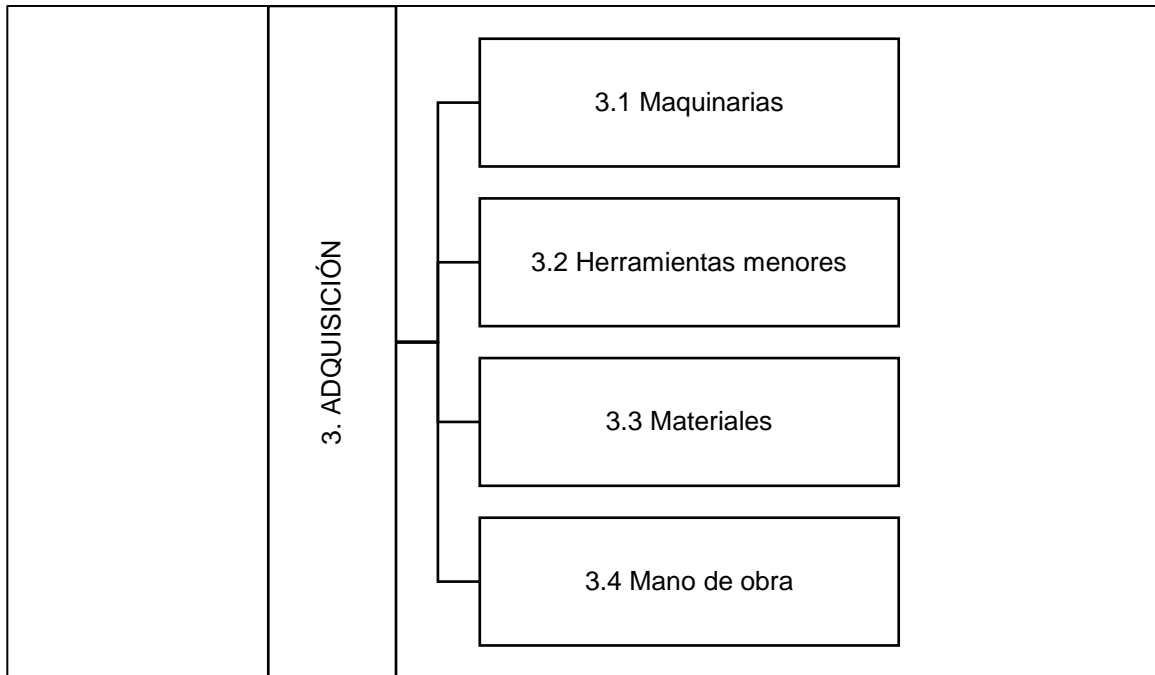 3. ADQUISICIÓN
3.1 Maquinarias
3.2 Herramientas menores
3.3 Materiales
3.4 Mano de obra